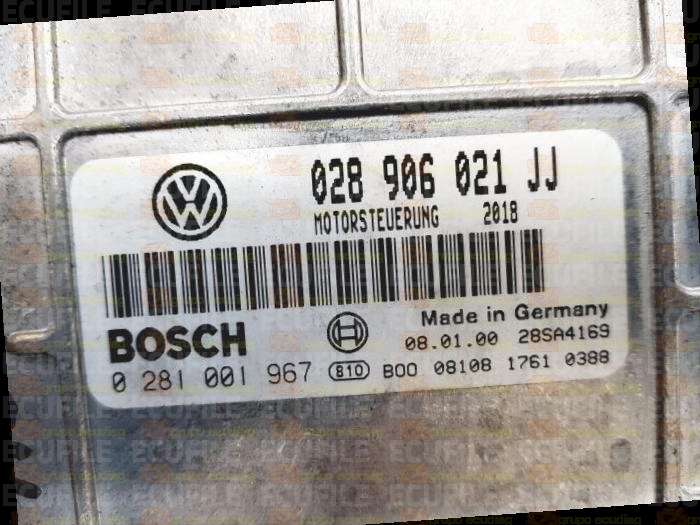 028 906 021 JJ
MOTORSTEUERUNG 2018
Made in Germany
BOSCH
08.01.00 28SA4169
0 281 001 967 810 B00 08108 1761 0388
ECUFILE